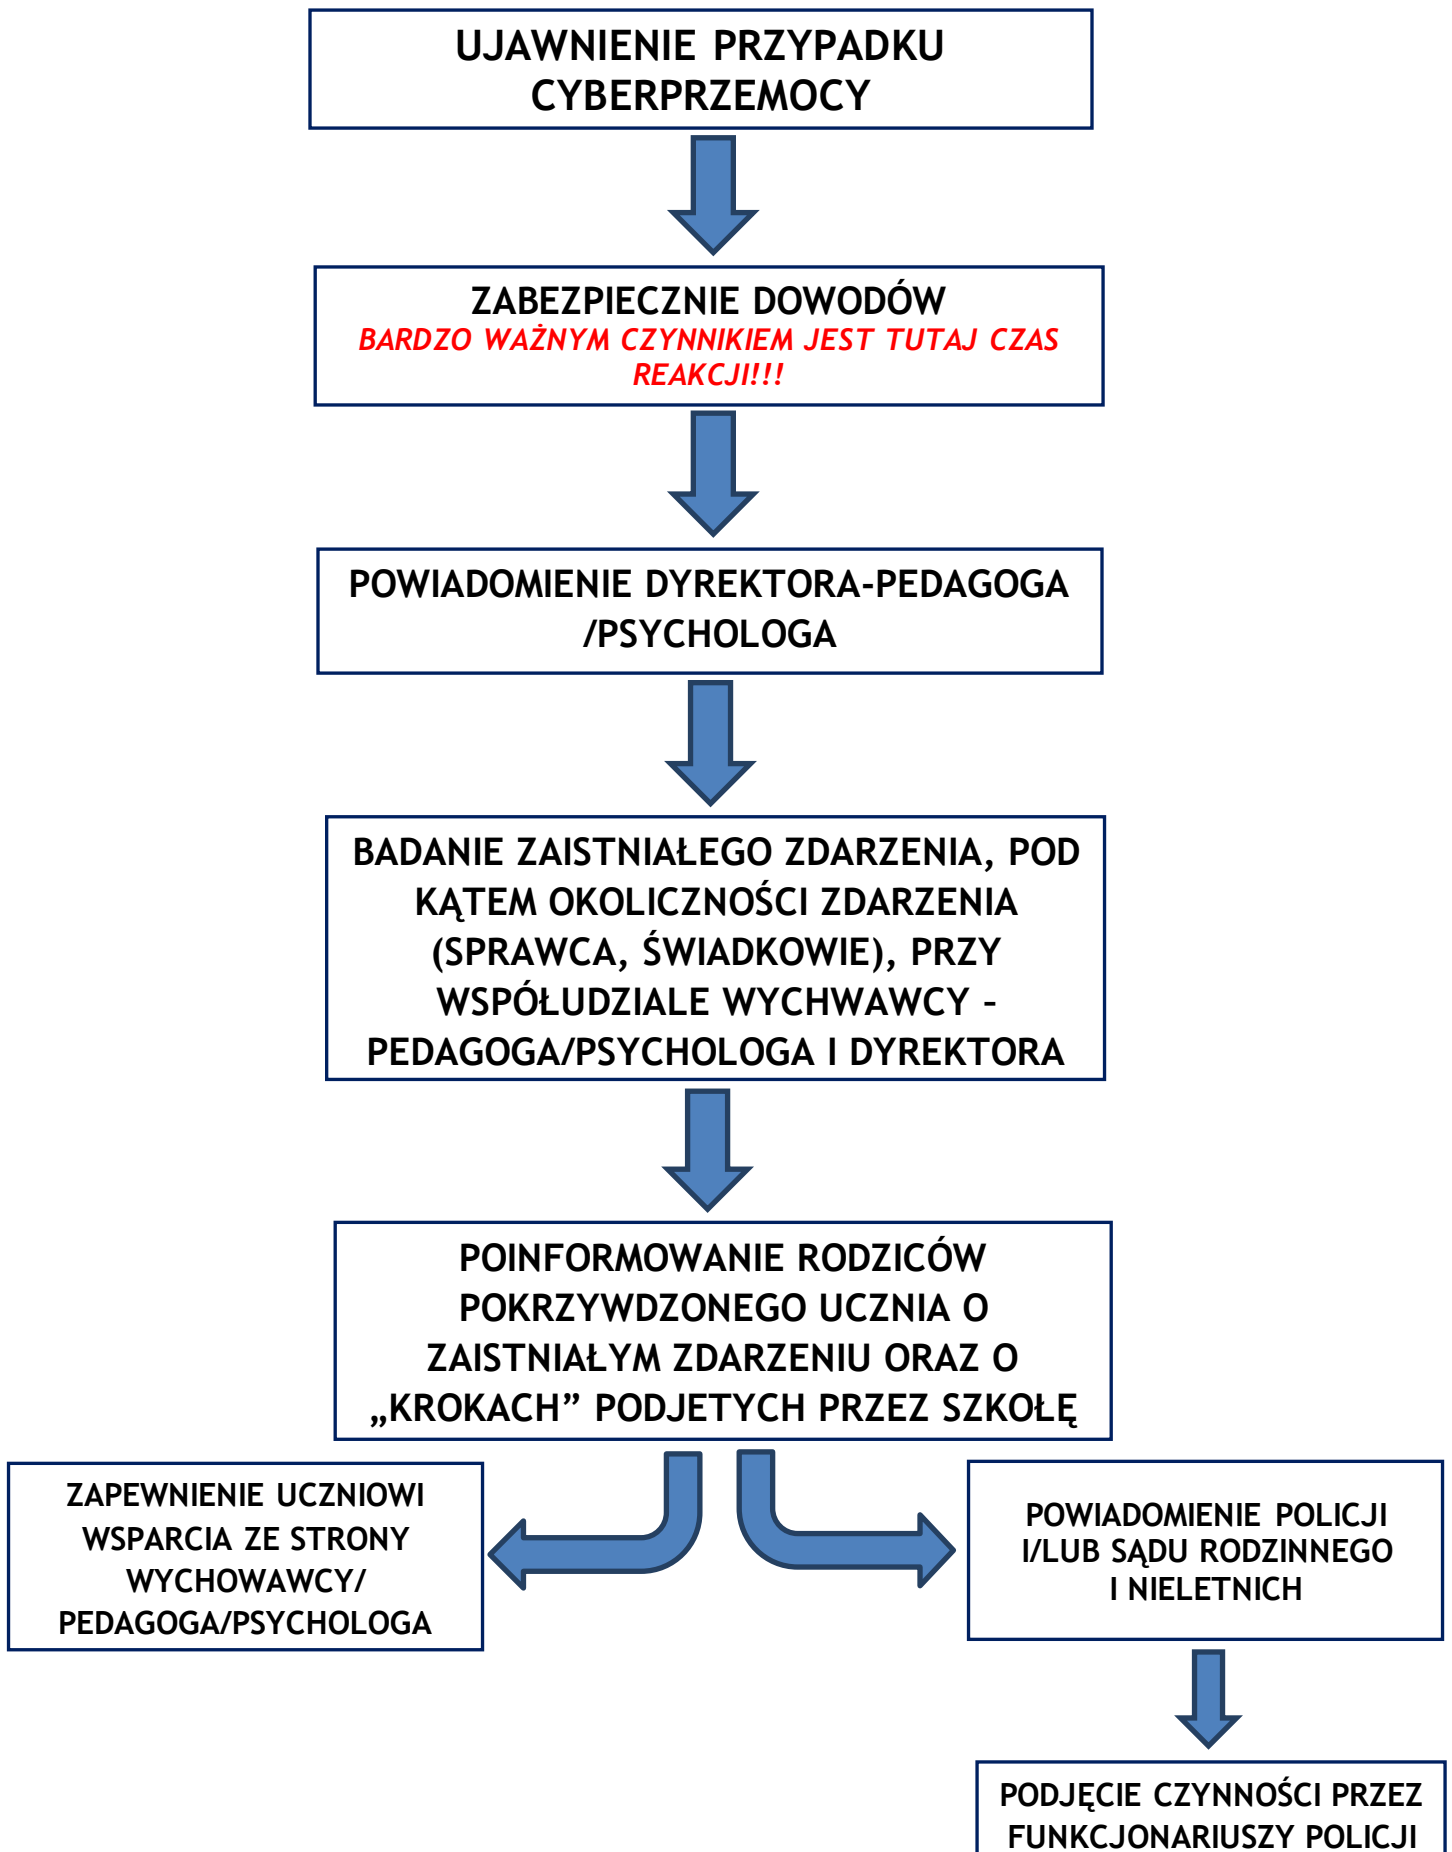 UJAWNIENIE PRZYPADKU
CYBERPRZEMOCY
ZABEZPIECZNIE DOWODÓW
BARDZO WAŻNYM CZYNNIKIEM JEST TUTAJ CZAS
REAKCJI!!!
POWIADOMIENIE DYREKTORA-PEDAGOGA
/PSYCHOLOGA
BADANIE ZAISTNIAŁEGO ZDARZENIA, POD
KĄTEM OKOLICZNOŚCI ZDARZENIA
(SPRAWCA, ŚWIADKOWIE), PRZY
WSPÓŁUDZIALE WYCHWAWCY –
PEDAGOGA/PSYCHOLOGA I DYREKTORA
POINFORMOWANIE RODZICÓW
POKRZYWDZONEGO UCZNIA O
ZAISTNIAŁYM ZDARZENIU ORAZ O
„KROKACH” PODJETYCH PRZEZ SZKOŁĘ
ZAPEWNIENIE UCZNIOWI
WSPARCIA ZE STRONY
WYCHOWAWCY/
PEDAGOGA/PSYCHOLOGA
POWIADOMIENIE POLICJI
I/LUB SĄDU RODZINNEGO
I NIELETNICH
PODJĘCIE CZYNNOŚCI PRZEZ
FUNKCJONARIUSZY POLICJI